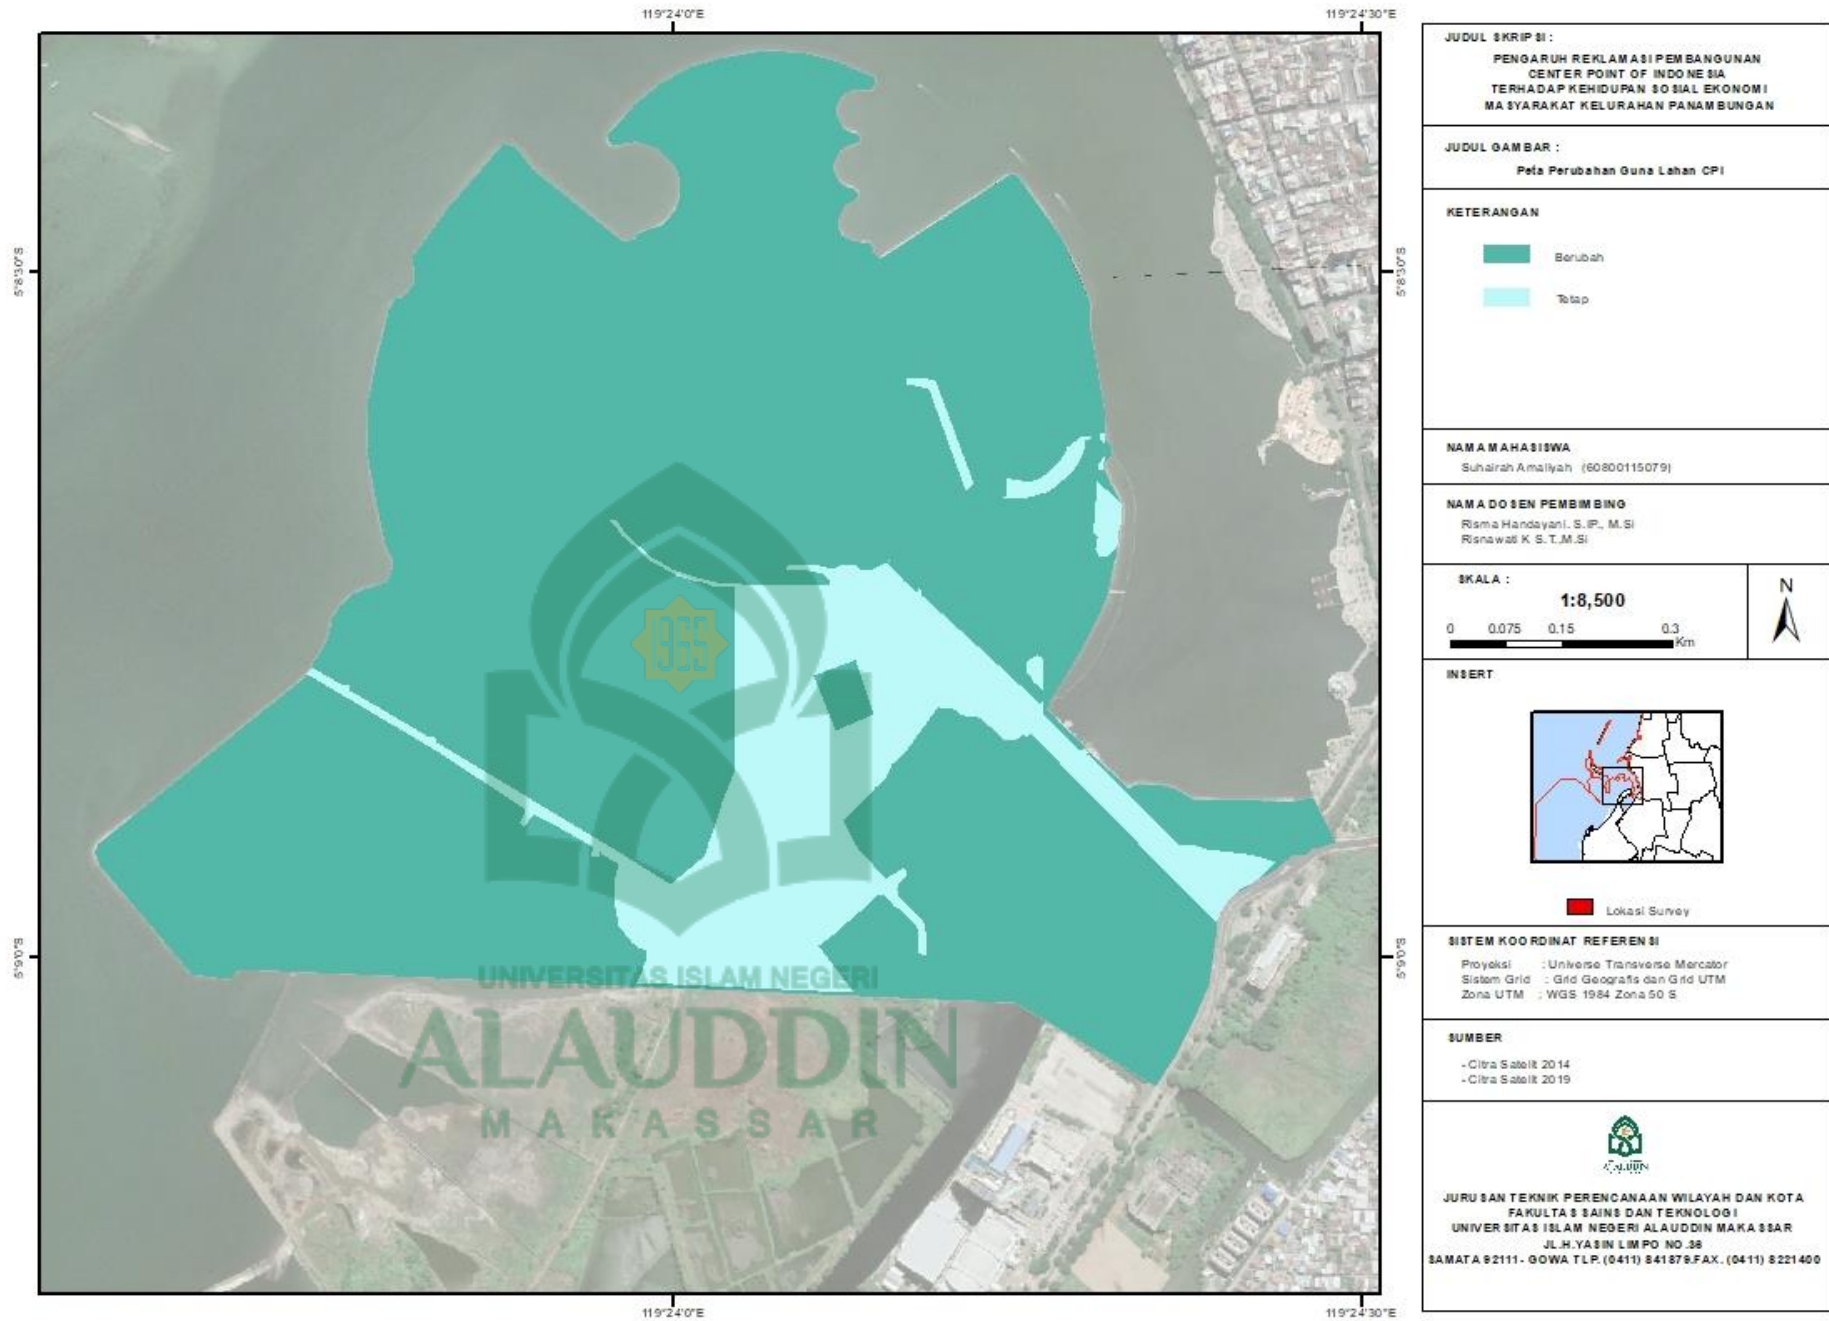 119°24'0"E
119°24'30"E
5°8'30"S
5°8'30"S
5°9'0"S
5°9'0"S
119°24'0"E
119°24'30"E
UNIVERSITAS ISLAM NEGERI
ALAUDDIN
MAKASSAR
JUDUL SKRIPSI :
PENGARUH REKLAMASI PEMBANGUNAN
CENTER POINT OF INDONESIA
TERHADAP KEHIDUPAN SOSIAL EKONOMI
MASYARAKAT KELURAHAN PANAMBUNGAN
JUDUL GAMBAR :
Peta Perubahan Guna Lahan CPI
KETERANGAN
Berubah
Tetap
NAMA MAHASISWA
Suhairah Amaliyah (60800115079)
NAMA DOSEN PEMBIMBING
Risma Handayani. S.IP., M.Si
Risnawati K S.T.,M.Si
SKALA :
1:8,500
0 0.075 0.15 0.3
Km
N
INSERT
Lokasi Survey
SISTEM KOORDINAT REFERENSI
Proyeksi : Universe Transverse Mercator
Sistem Grid : Grid Geografis dan Grid UTM
Zona UTM : WGS 1984 Zona 50 S
SUMBER
- Citra Satelit 2014
- Citra Satelit 2019
ALAUDDIN
JURUSAN TEKNIK PERENCANAAN WILAYAH DAN KOTA
FAKULTAS SAINS DAN TEKNOLOGI
UNIVERSITAS ISLAM NEGERI ALAUDDIN MAKASSAR
JL.H.YASIN LIMPO NO.36
SAMATA 92111- GOWA TLP. (0411) 841879.FAX. (0411) 8221400